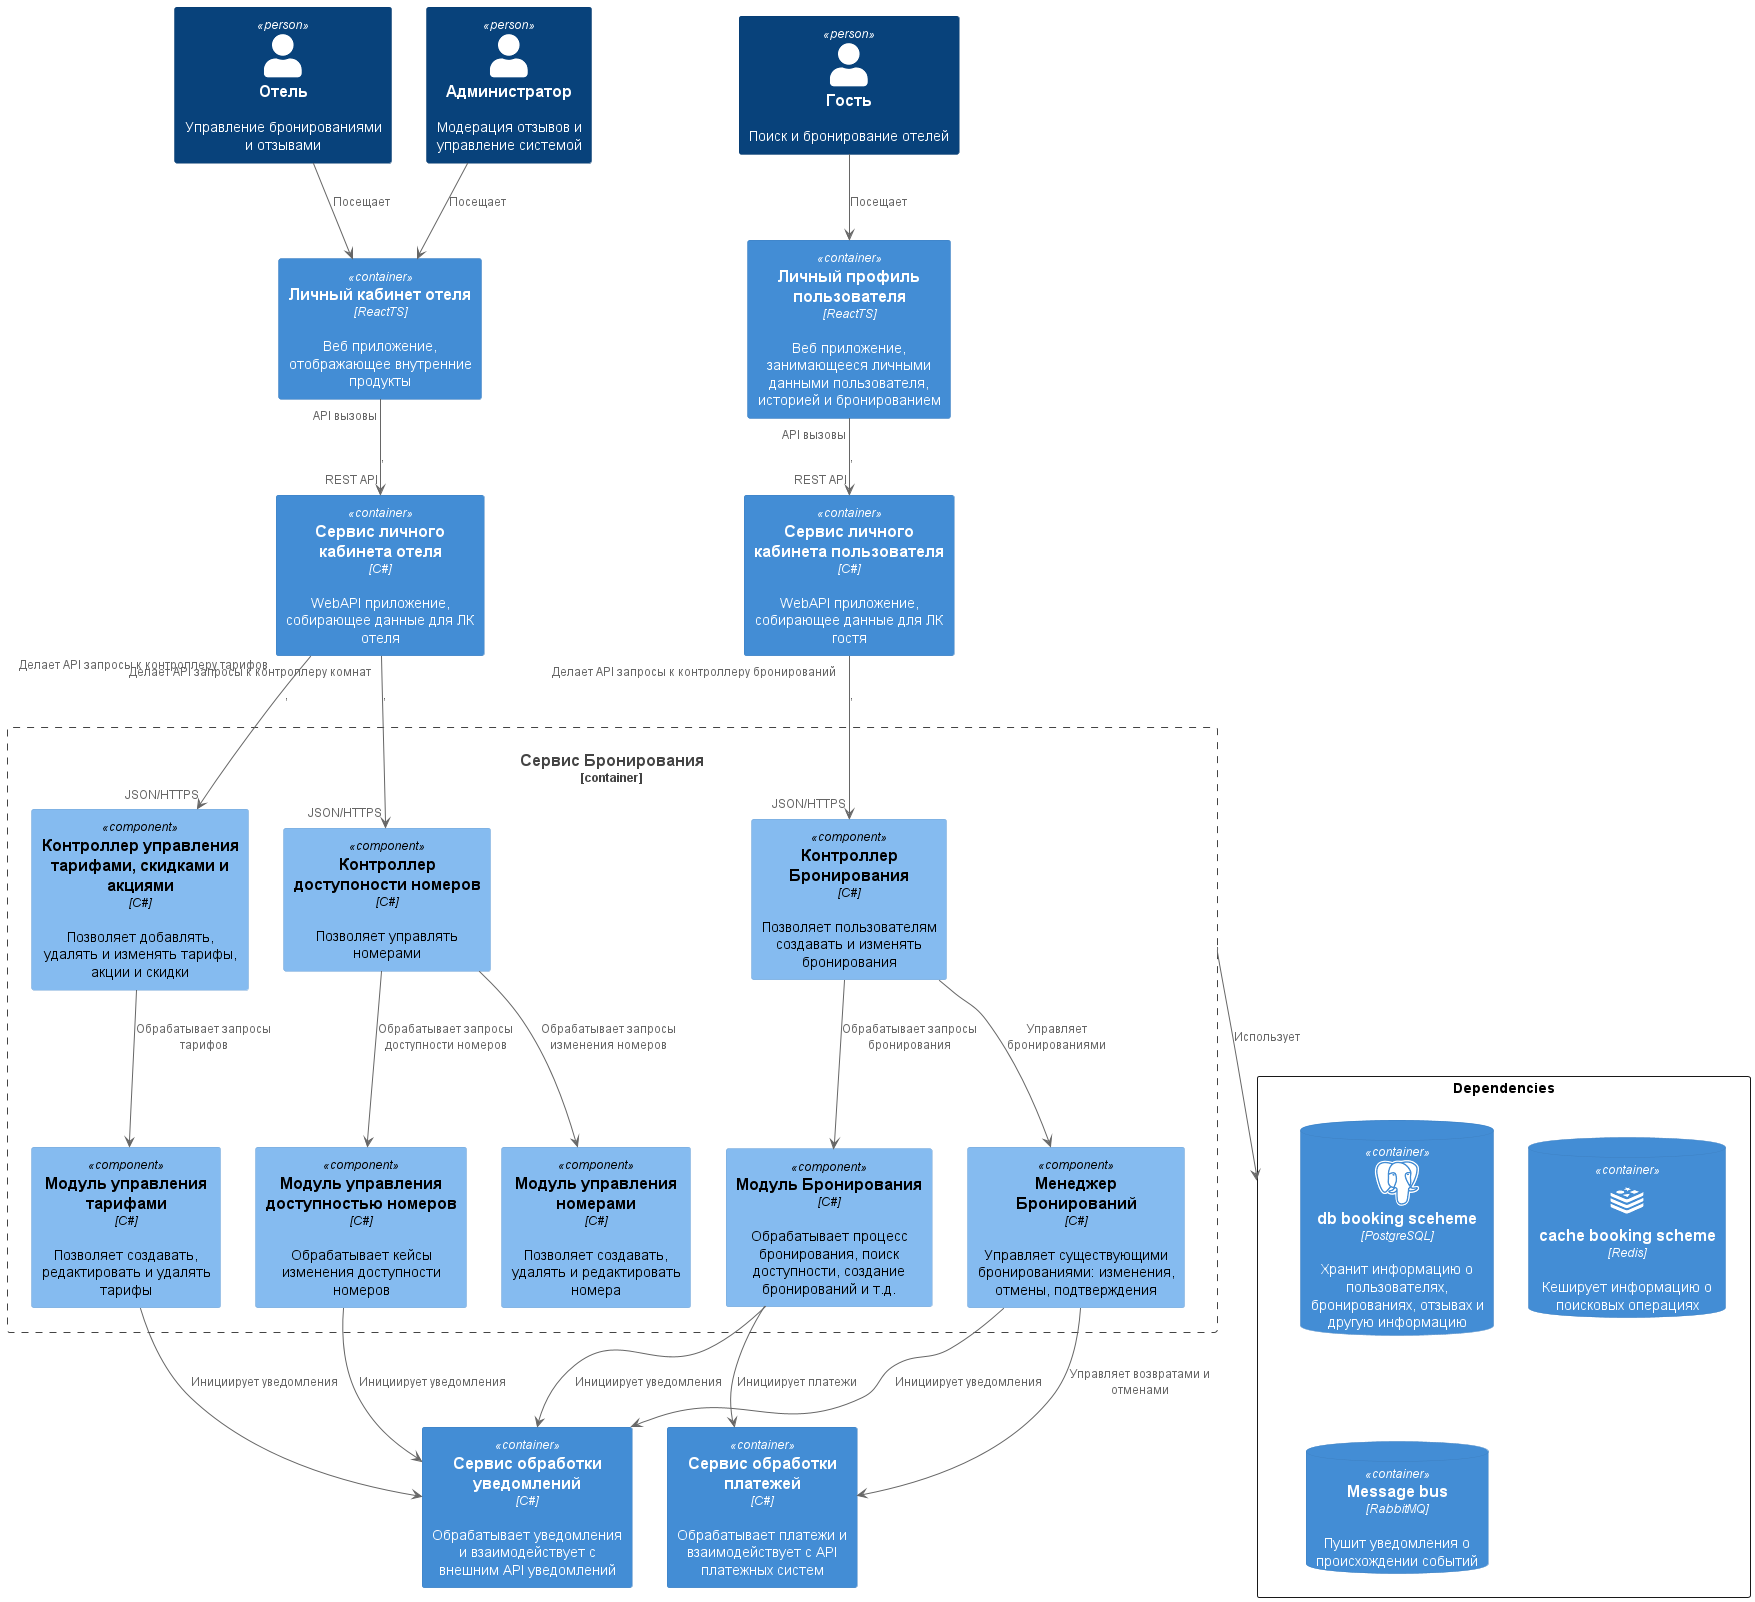 «person»
Отель
Управление бронированиями
и отзывами
«person»
Администратор
Модерация отзывов и
управление системой
«person»
Гость
Поиск и бронирование отелей
Посещает
Посещает
Посещает
«container»
Личный кабинет отеля
[ReactTS]
Веб приложение,
отображающее внутренние
продукты
«container»
Личный профиль
пользователя
[ReactTS]
Веб приложение,
занимающееся личными
данными пользователя,
историей и бронированием
API вызовы
,
REST API
API вызовы
,
REST API
«container»
Сервис личного
кабинета отеля
[C#]
WebAPI приложение,
собирающее данные для ЛК
отеля
«container»
Сервис личного
кабинета пользователя
[C#]
WebAPI приложение,
собирающее данные для ЛК
гостя
Делает API запросы к контроллеру тарифов
,
JSON/HTTPS
Делает API запросы к контроллеру комнат
,
JSON/HTTPS
Делает API запросы к контроллеру бронирований
,
JSON/HTTPS
Сервис Бронирования
[container]
«component»
Контроллер управления
тарифами, скидками и
акциями
[C#]
Позволяет добавлять,
удалять и изменять тарифы,
акции и скидки
«component»
Контроллер
доступоности номеров
[C#]
Позволяет управлять
номерами
«component»
Контроллер
Бронирования
[C#]
Позволяет пользователям
создавать и изменять
бронирования
Обрабатывает запросы
тарифов
Обрабатывает запросы
доступности номеров
Обрабатывает запросы
изменения номеров
Обрабатывает запросы
бронирования
Управляет
бронированиями
Использует
«component»
Модуль управления
тарифами
[C#]
Позволяет создавать,
редактировать и удалять
тарифы
«component»
Модуль управления
доступностью номеров
[C#]
Обрабатывает кейсы
изменения доступности
номеров
«component»
Модуль управления
номерами
[C#]
Позволяет создавать,
удалять и редактировать
номера
«component»
Модуль Бронирования
[C#]
Обрабатывает процесс
бронирования, поиск
доступности, создание
бронирований и т.д.
«component»
Менеджер
Бронирований
[C#]
Управляет существующими
бронированиями: изменения,
отмены, подтверждения
Dependencies
«container»
db booking sceheme
[PostgreSQL]
Хранит информацию о
пользователях,
бронированиях, отзывах и
другую информацию
«container»
cache booking scheme
[Redis]
Кеширует информацию о
поисковых операциях
Инициирует уведомления
Инициирует уведомления
Инициирует уведомления
Инициирует платежи
Инициирует уведомления
Управляет возвратами и
отменами
«container»
Сервис обработки
уведомлений
[C#]
Обрабатывает уведомления
и взаимодействует с
внешним API уведомлений
«container»
Сервис обработки
платежей
[C#]
Обрабатывает платежи и
взаимодействует с API
платежных систем
«container»
Message bus
[RabbitMQ]
Пушит уведомления о
происхождении событий